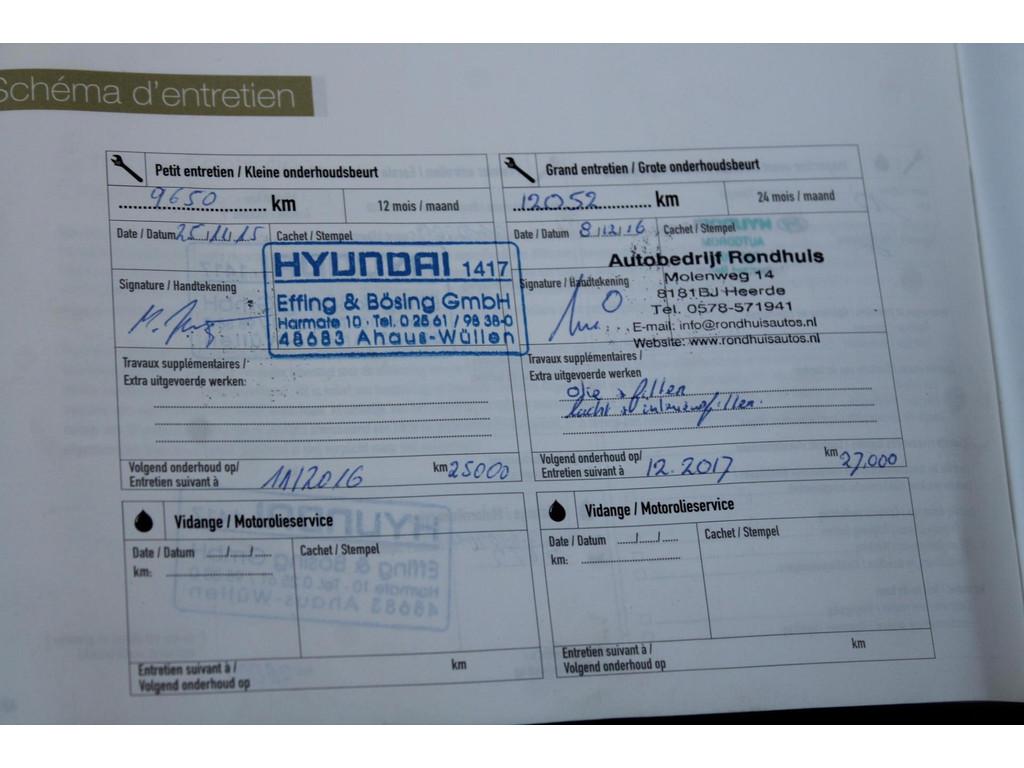 Schéma d'entretien
Petit entretien / Kleine onderhoudsbeurt
9650 km
12 mois / maand
Date / Datum 25/11/15
Cachet / Stempel
HYUNDAI 1417
Effing & Bösing GmbH
Harmate 10 · Tel. 0 25 61 / 98 38-0
48683 Ahaus-Wüllen
Signature / Handtekening
Travaux supplémentaires /
Extra uitgevoerde werken:
Volgend onderhoud op/
Entretien suivant à
11/2016 km 25000
Vidange / Motorolieservice
Date / Datum ..../..../....
Cachet / Stempel
km:
Entretien suivant à /
Volgend onderhoud op
km
Grand entretien / Grote onderhoudsbeurt
12052 km
24 mois / maand
Date / Datum 8/12/16
Cachet / Stempel
Autobedrijf Rondhuis
Molenweg 14
8181BJ Heerde
Tel. 0578-571941
E-mail: info@rondhuisautos.nl
Website: www.rondhuisautos.nl
Signature / Handtekening
Travaux supplémentaires /
Extra uitgevoerde werken
olie + filter
lucht + interieurfilter.
Volgend onderhoud op/
Entretien suivant à
12.2017 km 27.000
Vidange / Motorolieservice
Date / Datum ..../..../....
Cachet / Stempel
km:
Entretien suivant à /
Volgend onderhoud op
km